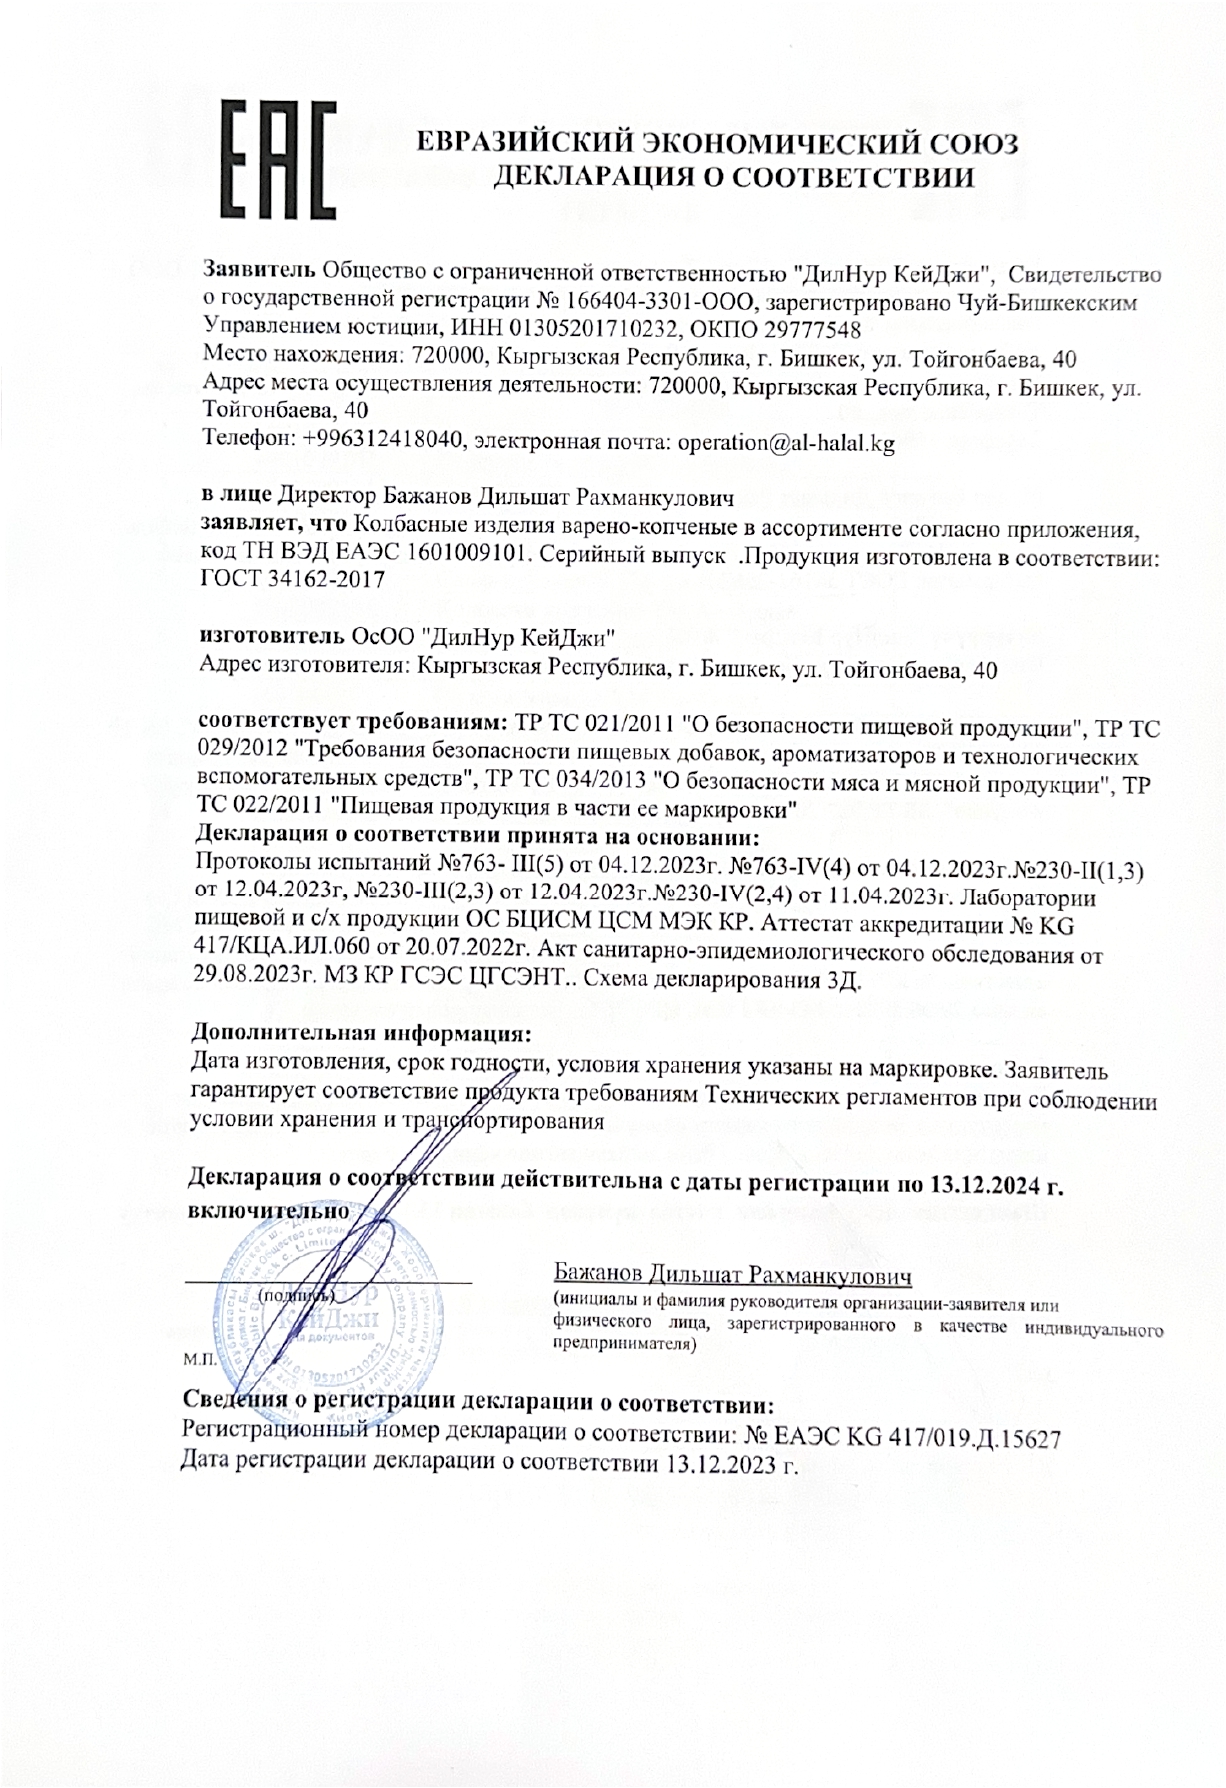 ЕАС
ЕВРАЗИЙСКИЙ ЭКОНОМИЧЕСКИЙ СОЮЗ
ДЕКЛАРАЦИЯ О СООТВЕТСТВИИ
Заявитель Общество с ограниченной ответственностью "ДилНур КейДжи", Свидетельство
о государственной регистрации № 166404-3301-ООО, зарегистрировано Чуй-Бишкекским
Управлением юстиции, ИНН 01305201710232, ОКПО 29777548
Место нахождения: 720000, Кыргызская Республика, г. Бишкек, ул. Тойгонбаева, 40
Адрес места осуществления деятельности: 720000, Кыргызская Республика, г. Бишкек, ул.
Тойгонбаева, 40
Телефон: +996312418040, электронная почта: operation@al-halal.kg
в лице Директор Бажанов Дильшат Рахманкулович
заявляет, что Колбасные изделия варено-копченые в ассортименте согласно приложения,
код ТН ВЭД ЕАЭС 1601009101. Серийный выпуск .Продукция изготовлена в соответствии:
ГОСТ 34162-2017
изготовитель ОсОО "ДилНур КейДжи"
Адрес изготовителя: Кыргызская Республика, г. Бишкек, ул. Тойгонбаева, 40
соответствует требованиям: ТР ТС 021/2011 "О безопасности пищевой продукции", ТР ТС
029/2012 "Требования безопасности пищевых добавок, ароматизаторов и технологических
вспомогательных средств", ТР ТС 034/2013 "О безопасности мяса и мясной продукции", ТР
ТС 022/2011 "Пищевая продукция в части ее маркировки"
Декларация о соответствии принята на основании:
Протоколы испытаний №763- III(5) от 04.12.2023г. №763-IV(4) от 04.12.2023г.№230-II(1,3)
от 12.04.2023г, №230-III(2,3) от 12.04.2023г.№230-IV(2,4) от 11.04.2023г. Лаборатории
пищевой и с/х продукции ОС БЦИСМ ЦСМ МЭК КР. Аттестат аккредитации № KG
417/КЦА.ИЛ.060 от 20.07.2022г. Акт санитарно-эпидемиологического обследования от
29.08.2023г. МЗ КР ГСЭС ЦГСЭНТ.. Схема декларирования 3Д.
Дополнительная информация:
Дата изготовления, срок годности, условия хранения указаны на маркировке. Заявитель
гарантирует соответствие продукта требованиям Технических регламентов при соблюдении
условии хранения и транспортирования
Декларация о соответствии действительна с даты регистрации по 13.12.2024 г.
включительно
Бажанов Дильшат Рахманкулович
(подпись)
(инициалы и фамилия руководителя организации-заявителя или
физического лица, зарегистрированного в качестве индивидуального
предпринимателя)
ДилНур
КейДжи
М.П.
Сведения о регистрации декларации о соответствии:
Регистрационный номер декларации о соответствии: № ЕАЭС KG 417/019.Д.15627
Дата регистрации декларации о соответствии 13.12.2023 г.